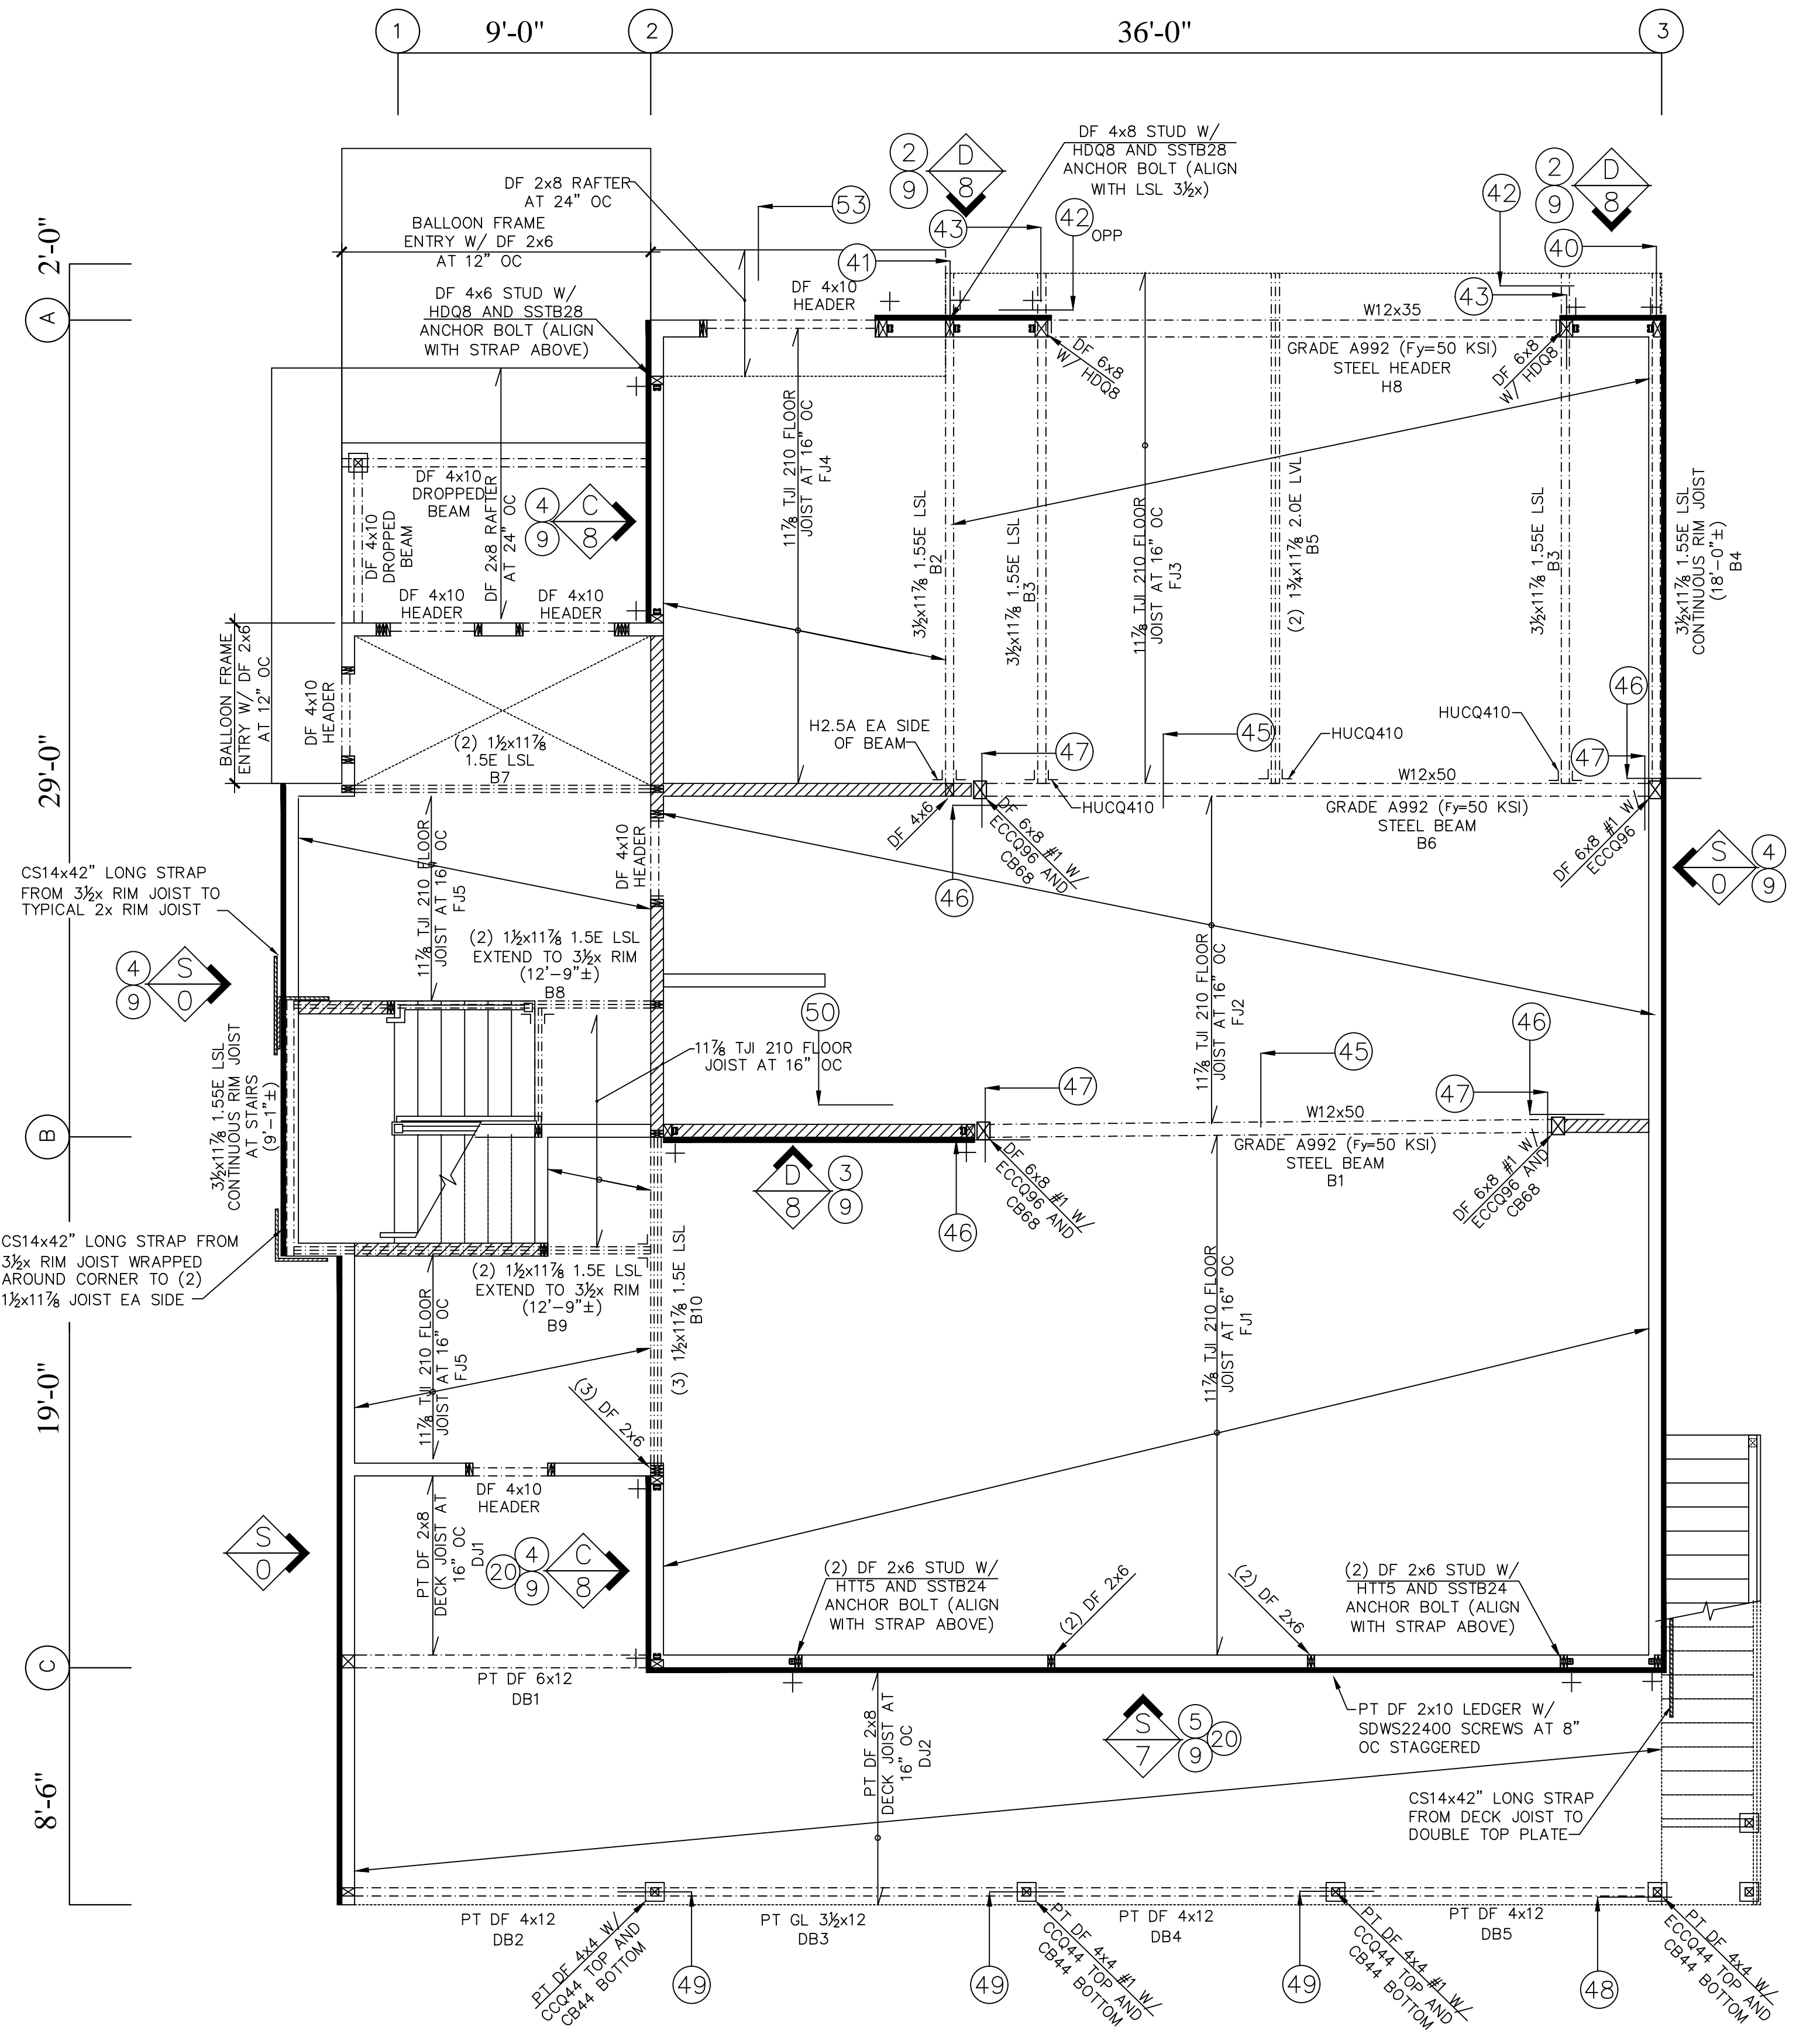 1
9'-0"
2
36'-0"
3
2'-0"
A
29'-0"
B
19'-0"
C
8'-6"
DF 2x8 RAFTER
AT 24" OC
BALLOON FRAME
ENTRY W/ DF 2x6
AT 12" OC
DF 4x6 STUD W/
HDQ8 AND SSTB28
ANCHOR BOLT (ALIGN
WITH STRAP ABOVE)
53
2
9
D
8
DF 4x8 STUD W/
HDQ8 AND SSTB28
ANCHOR BOLT (ALIGN
WITH LSL 3½x)
43
42
OPP
41
DF 4x10
HEADER
2
9
D
8
42
40
43
W12x35
GRADE A992 (Fy=50 KSI)
STEEL HEADER
H8
DF 6x8
W/ HDQ8
DF 6x8
W/ HDQ8
DF 4x10
DROPPED
BEAM
DF 4x10
DROPPED
BEAM
DF 2x8 RAFTER
AT 24" OC
4
9
C
8
DF 4x10
HEADER
DF 4x10
HEADER
11⅞ TJI 210 FLOOR
JOIST AT 16" OC
FJ4
3½x11⅞ 1.55E LSL
B2
3½x11⅞ 1.55E LSL
B3
11⅞ TJI 210 FLOOR
JOIST AT 16" OC
FJ3
(2) 1¾x11⅞ 2.0E LVL
B5
3½x11⅞ 1.55E LSL
B3
3½x11⅞ 1.55E LSL
CONTINUOUS RIM JOIST
(18'-0"±)
B4
BALLOON FRAME
ENTRY W/ DF 2x6
AT 12" OC
DF 4x10
HEADER
(2) 1½x11⅞
1.5E LSL
B7
H2.5A EA SIDE
OF BEAM
47
45
HUCQ410
HUCQ410
46
47
W12x50
GRADE A992 (Fy=50 KSI)
STEEL BEAM
B6
HUCQ410
DF 4x6
46
DF 6x8 #1 W/
ECCQ96 AND
CB68
DF 6x8 #1 W/
ECCQ96
S
0
4
9
CS14x42" LONG STRAP
FROM 3½x RIM JOIST TO
TYPICAL 2x RIM JOIST
4
9
S
0
11⅞ TJI 210 FLOOR
JOIST AT 16" OC
FJ5
DF 4x10
HEADER
(2) 1½x11⅞ 1.5E LSL
EXTEND TO 3½x RIM
(12'-9"±)
B8
11⅞ TJI 210 FLOOR
JOIST AT 16" OC
FJ2
50
11⅞ TJI 210 FLOOR
JOIST AT 16" OC
3½x11⅞ 1.55E LSL
CONTINUOUS RIM JOIST
AT STAIRS
(9'-1"±)
47
45
46
47
W12x50
GRADE A992 (Fy=50 KSI)
STEEL BEAM
B1
D
8
3
9
46
DF 6x8 #1 W/
ECCQ96 AND
CB68
DF 6x8 #1 W/
ECCQ96 AND
CB68
CS14x42" LONG STRAP FROM
3½x RIM JOIST WRAPPED
AROUND CORNER TO (2)
1½x11⅞ JOIST EA SIDE
(2) 1½x11⅞ 1.5E LSL
EXTEND TO 3½x RIM
(12'-9"±)
B9
11⅞ TJI 210 FLOOR
JOIST AT 16" OC
FJ5
(3) 1½x11⅞ 1.5E LSL
B10
11⅞ TJI 210 FLOOR
JOIST AT 16" OC
FJ1
(3) DF 2x6
DF 4x10
HEADER
S
0
PT DF 2x8
DECK JOIST AT
16" OC
DJ1
20
4
9
C
8
(2) DF 2x6 STUD W/
HTT5 AND SSTB24
ANCHOR BOLT (ALIGN
WITH STRAP ABOVE)
(2) DF 2x6
(2) DF 2x6
(2) DF 2x6 STUD W/
HTT5 AND SSTB24
ANCHOR BOLT (ALIGN
WITH STRAP ABOVE)
PT DF 6x12
DB1
PT DF 2x8
DECK JOIST AT
16" OC
DJ2
S
7
5
9
20
PT DF 2x10 LEDGER W/
SDWS22400 SCREWS AT 8"
OC STAGGERED
CS14x42" LONG STRAP
FROM DECK JOIST TO
DOUBLE TOP PLATE
PT DF 4x12
DB2
PT GL 3½x12
DB3
PT DF 4x12
DB4
PT DF 4x12
DB5
PT DF 4x4 W/
CCQ44 TOP AND
CB44 BOTTOM
49
49
PT DF 4x4 #1 W/
CCQ44 TOP AND
CB44 BOTTOM
49
PT DF 4x4 #1 W/
CCQ44 TOP AND
CB44 BOTTOM
48
PT DF 4x4 W/
ECCQ44 TOP AND
CB44 BOTTOM